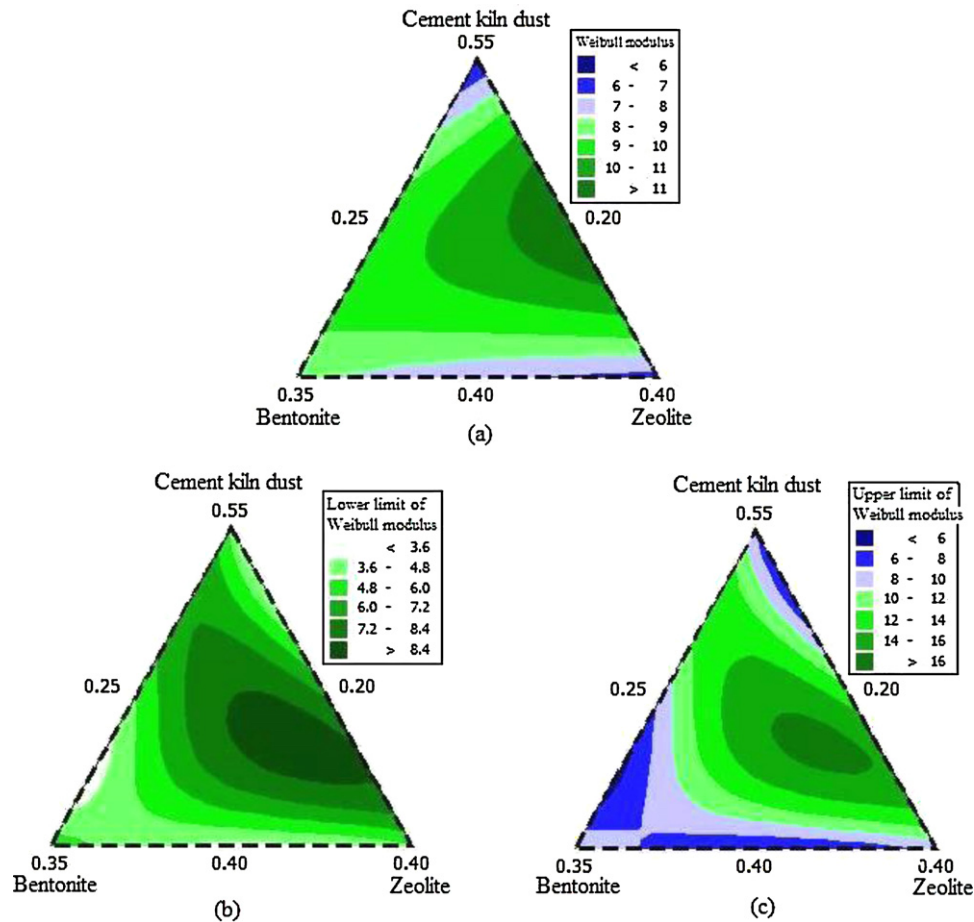 Cement kiln dust
0.55
Weibull modulus
< 6
6 - 7
7 - 8
8 - 9
9 - 10
10 - 11
> 11
0.25
0.20
0.35
0.40
0.40
Bentonite
Zeolite
(a)
Cement kiln dust
0.55
Lower limit of
Weibull modulus
< 3.6
3.6 - 4.8
4.8 - 6.0
6.0 - 7.2
7.2 - 8.4
> 8.4
0.25
0.20
0.35
0.40
0.40
Bentonite
Zeolite
(b)
Cement kiln dust
0.55
Upper limit of
Weibull modulus
< 6
6 - 8
8 - 10
10 - 12
12 - 14
14 - 16
> 16
0.25
0.20
0.35
0.40
0.40
Bentonite
Zeolite
(c)